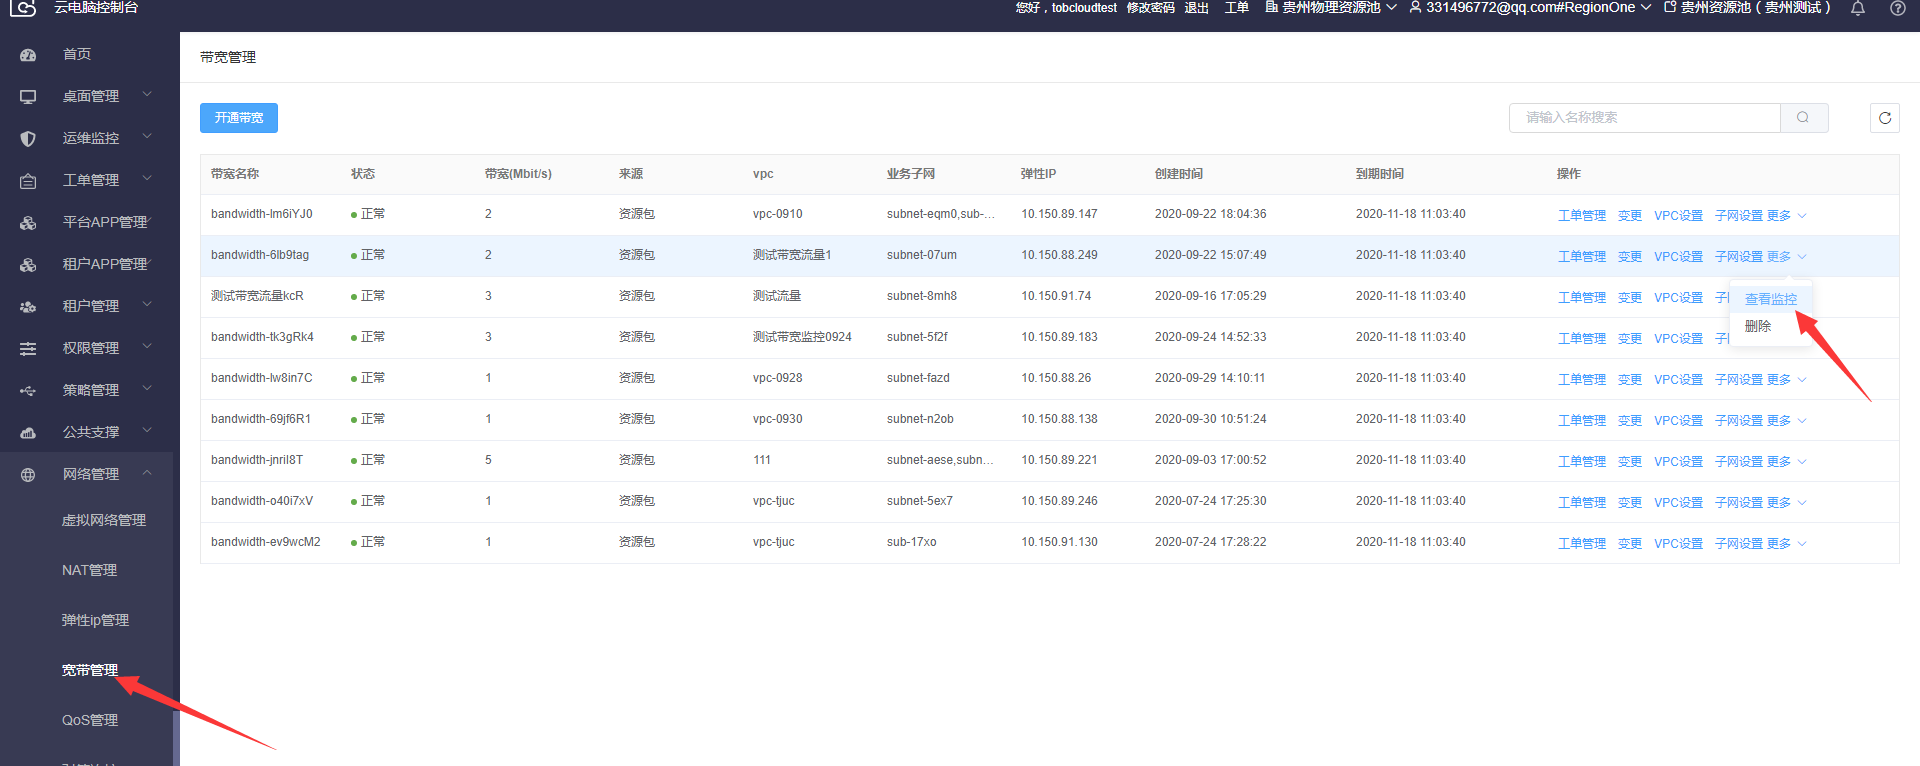 云电脑控制台
您好，tobcloudtest 修改密码 退出 工单 贵州物理资源池 331496772@qq.com#RegionOne 贵州资源池（贵州测试）
首页
桌面管理
运维监控
工单管理
平台APP管理
租户APP管理
租户管理
权限管理
策略管理
公共支撑
网络管理
虚拟网络管理
NAT管理
弹性ip管理
宽带管理
QoS管理
带宽管理
开通带宽
请输入名称搜索
带宽名称 状态 带宽(Mbit/s) 来源 vpc 业务子网 弹性IP 创建时间 到期时间 操作
bandwidth-lm6iYJ0 正常 2 资源包 vpc-0910 subnet-eqm0,sub-... 10.150.89.147 2020-09-22 18:04:36 2020-11-18 11:03:40 工单管理 变更 VPC设置 子网设置 更多
bandwidth-6lb9tag 正常 2 资源包 测试带宽流量1 subnet-07um 10.150.88.249 2020-09-22 15:07:49 2020-11-18 11:03:40 工单管理 变更 VPC设置 子网设置 更多
测试带宽流量kcR 正常 3 资源包 测试流量 subnet-8mh8 10.150.91.74 2020-09-16 17:05:29 2020-11-18 11:03:40 工单管理 变更 VPC设置 子
查看监控
删除
bandwidth-tk3gRk4 正常 3 资源包 测试带宽监控0924 subnet-5f2f 10.150.89.183 2020-09-24 14:52:33 2020-11-18 11:03:40 工单管理 变更 VPC设置 子
bandwidth-lw8in7C 正常 1 资源包 vpc-0928 subnet-fazd 10.150.88.26 2020-09-29 14:10:11 2020-11-18 11:03:40 工单管理 变更 VPC设置 子网设置 更多
bandwidth-69jf6R1 正常 1 资源包 vpc-0930 subnet-n2ob 10.150.88.138 2020-09-30 10:51:24 2020-11-18 11:03:40 工单管理 变更 VPC设置 子网设置 更多
bandwidth-jnriI8T 正常 5 资源包 111 subnet-aese,subn... 10.150.89.221 2020-09-03 17:00:52 2020-11-18 11:03:40 工单管理 变更 VPC设置 子网设置 更多
bandwidth-o40i7xV 正常 1 资源包 vpc-tjuc subnet-5ex7 10.150.89.246 2020-07-24 17:25:30 2020-11-18 11:03:40 工单管理 变更 VPC设置 子网设置 更多
bandwidth-ev9wcM2 正常 1 资源包 vpc-tjuc sub-17xo 10.150.91.130 2020-07-24 17:28:22 2020-11-18 11:03:40 工单管理 变更 VPC设置 子网设置 更多